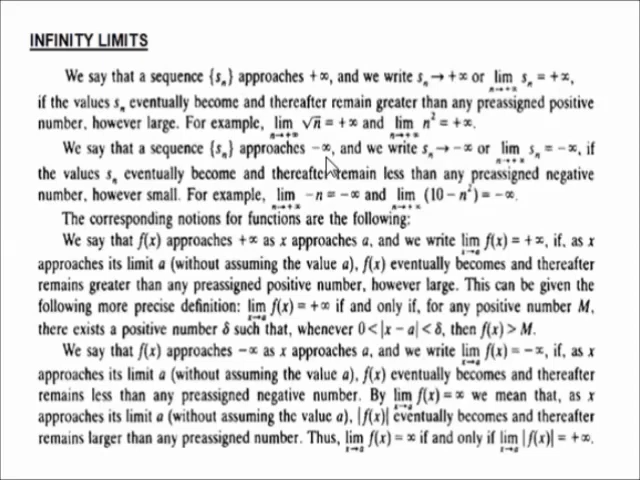 INFINITY LIMITS
We say that a sequence {sₙ} approaches +∞, and we write sₙ → +∞ or lim n→+∞ sₙ = +∞,
if the values sₙ eventually become and thereafter remain greater than any preassigned positive
number, however large. For example, lim n→+∞ √n = +∞ and lim n→+∞ n² = +∞.
We say that a sequence {sₙ} approaches −∞, and we write sₙ → −∞ or lim n→+∞ sₙ = −∞, if
the values sₙ eventually become and thereafter remain less than any preassigned negative
number, however small. For example, lim n→+∞ −n = −∞ and lim n→+∞ (10 − n²) = −∞.
The corresponding notions for functions are the following:
We say that f(x) approaches +∞ as x approaches a, and we write lim x→a f(x) = +∞, if, as x
approaches its limit a (without assuming the value a), f(x) eventually becomes and thereafter
remains greater than any preassigned positive number, however large. This can be given the
following more precise definition: lim x→a f(x) = +∞ if and only if, for any positive number M,
there exists a positive number δ such that, whenever 0 < |x − a| < δ, then f(x) > M.
We say that f(x) approaches −∞ as x approaches a, and we write lim x→a f(x) = −∞, if, as x
approaches its limit a (without assuming the value a), f(x) eventually becomes and thereafter
remains less than any preassigned negative number. By lim x→a f(x) = ∞ we mean that, as x
approaches its limit a (without assuming the value a), |f(x)| eventually becomes and thereafter
remains larger than any preassigned number. Thus, lim x→a f(x) = ∞ if and only if lim x→a |f(x)| = +∞.